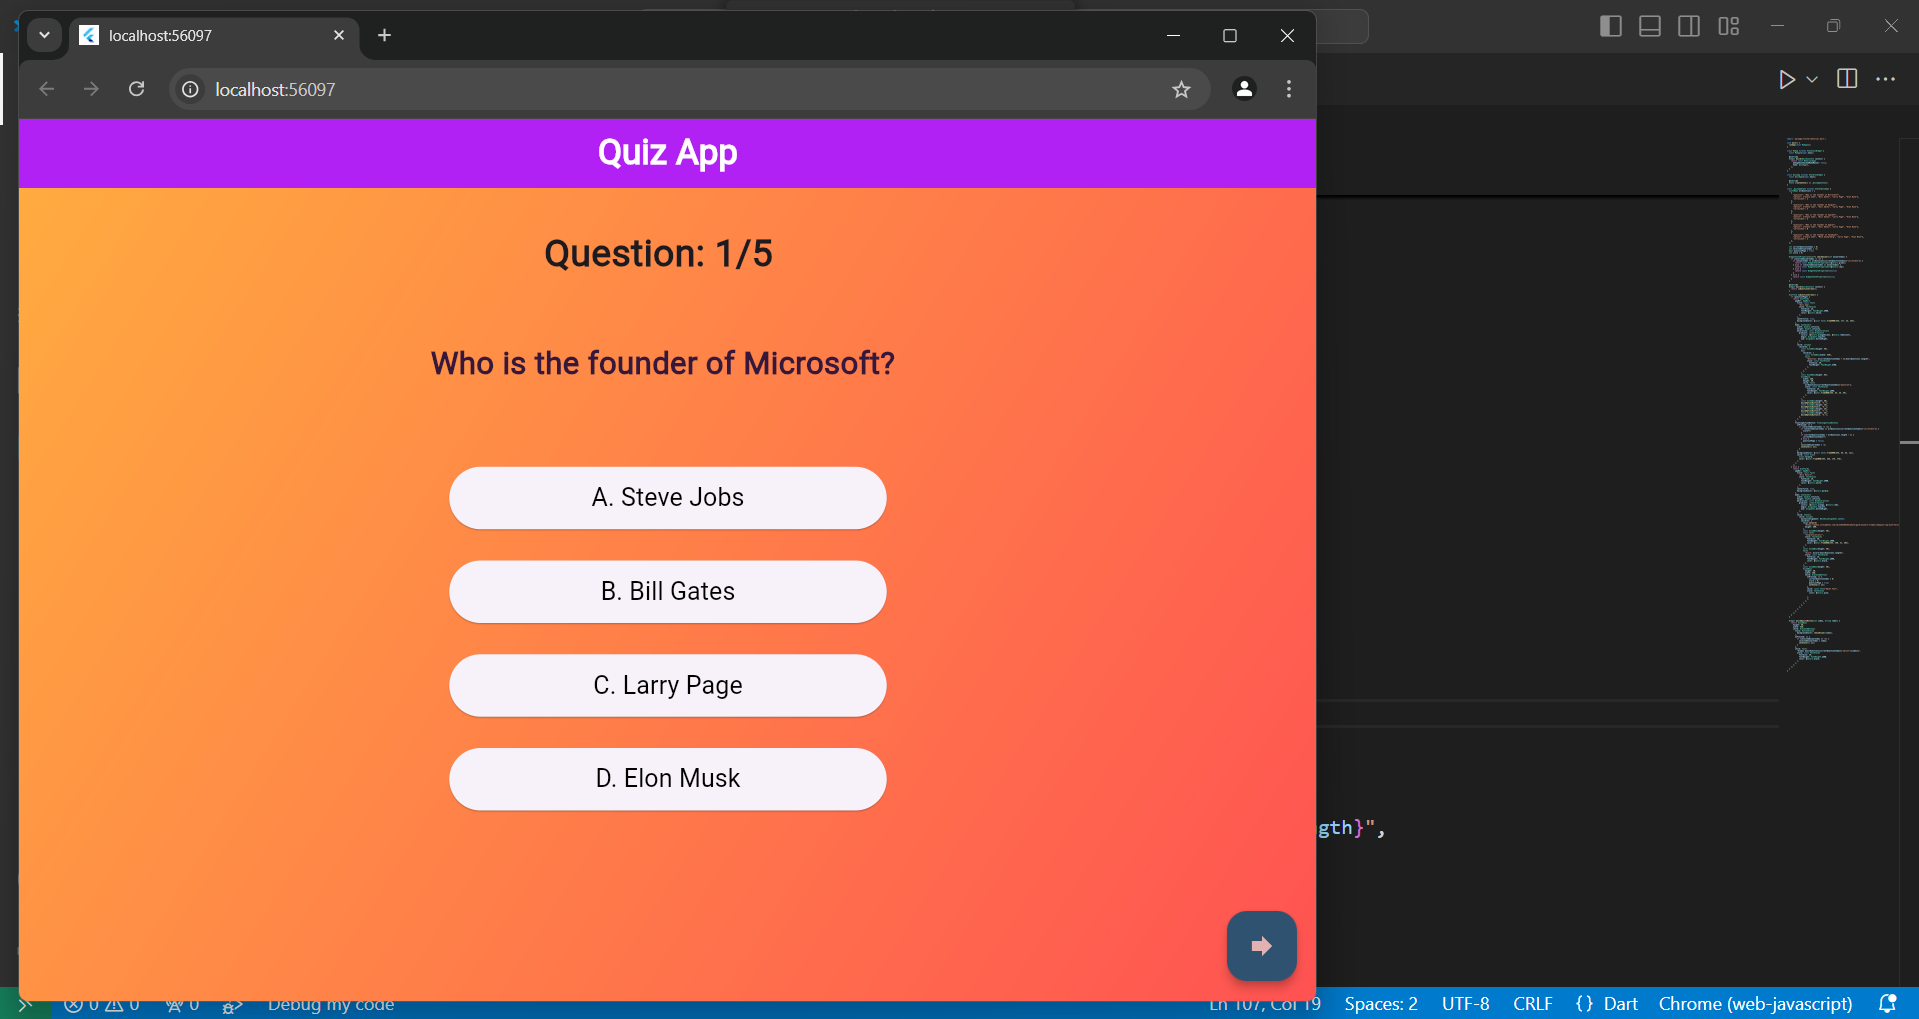 localhost:56097
localhost:56097
Quiz App
Question: 1/5
Who is the founder of Microsoft?
A. Steve Jobs
B. Bill Gates
C. Larry Page
D. Elon Musk
gth}",
0 0 0 Debug my code Ln 107, Col 19 Spaces: 2 UTF-8 CRLF {} Dart Chrome (web-javascript)